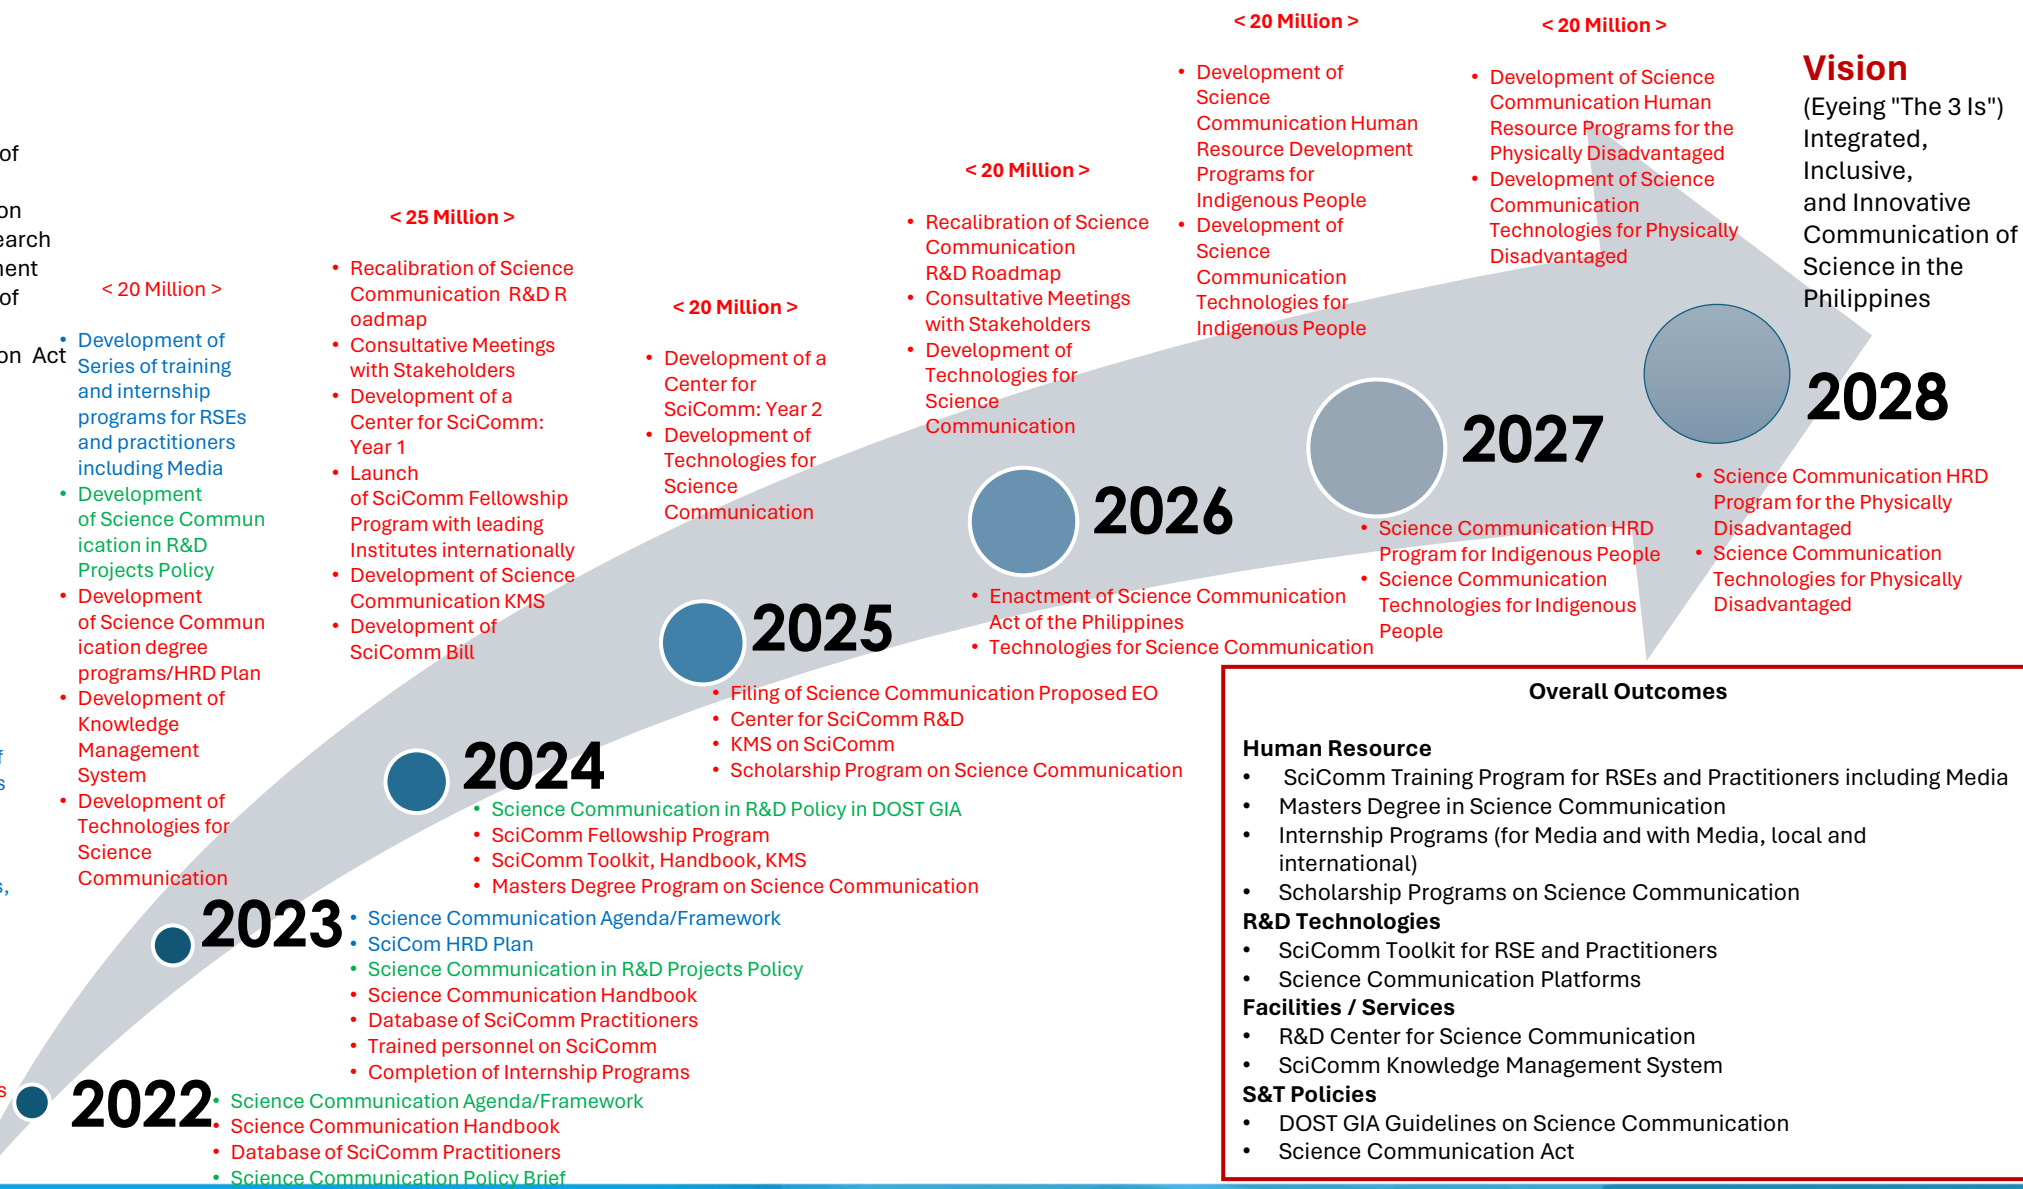 of
on
earch
ment
of
on Act
f
s
s,
s
< 20 Million >
• Development of
Series of training
and internship
programs for RSEs
and practitioners
including Media
• Development
of Science Commun
ication in R&D
Projects Policy
• Development
of Science Commun
ication degree
programs/HRD Plan
• Development of
Knowledge
Management
System
• Development of
Technologies for
Science
Communication
< 25 Million >
• Recalibration of Science
Communication R&D R
oadmap
• Consultative Meetings
with Stakeholders
• Development of a
Center for SciComm:
Year 1
• Launch
of SciComm Fellowship
Program with leading
Institutes internationally
• Development of Science
Communication KMS
• Development of
SciComm Bill
< 20 Million >
• Development of a
Center for
SciComm: Year 2
• Development of
Technologies for
Science
Communication
< 20 Million >
• Recalibration of Science
Communication
R&D Roadmap
• Consultative Meetings
with Stakeholders
• Development of
Technologies for
Science
Communication
< 20 Million >
• Development of
Science
Communication Human
Resource Development
Programs for
Indigenous People
• Development of
Science
Communication
Technologies for
Indigenous People
< 20 Million >
• Development of Science
Communication Human
Resource Programs for the
Physically Disadvantaged
• Development of Science
Communication
Technologies for Physically
Disadvantaged
Vision
(Eyeing "The 3 Is")
Integrated,
Inclusive,
and Innovative
Communication of
Science in the
Philippines
2028
• Science Communication HRD
Program for the Physically
Disadvantaged
• Science Communication
Technologies for Physically
Disadvantaged
2027
• Science Communication HRD
Program for Indigenous People
• Science Communication
Technologies for Indigenous
People
2026
• Enactment of Science Communication
Act of the Philippines
• Technologies for Science Communication
2025
• Filing of Science Communication Proposed EO
• Center for SciComm R&D
• KMS on SciComm
• Scholarship Program on Science Communication
2024
• Science Communication in R&D Policy in DOST GIA
• SciComm Fellowship Program
• SciComm Toolkit, Handbook, KMS
• Masters Degree Program on Science Communication
2023
• Science Communication Agenda/Framework
• SciCom HRD Plan
• Science Communication in R&D Projects Policy
• Science Communication Handbook
• Database of SciComm Practitioners
• Trained personnel on SciComm
• Completion of Internship Programs
2022
• Science Communication Agenda/Framework
• Science Communication Handbook
• Database of SciComm Practitioners
• Science Communication Policy Brief
Overall Outcomes
Human Resource
• SciComm Training Program for RSEs and Practitioners including Media
• Masters Degree in Science Communication
• Internship Programs (for Media and with Media, local and
international)
• Scholarship Programs on Science Communication
R&D Technologies
• SciComm Toolkit for RSE and Practitioners
• Science Communication Platforms
Facilities / Services
• R&D Center for Science Communication
• SciComm Knowledge Management System
S&T Policies
• DOST GIA Guidelines on Science Communication
• Science Communication Act